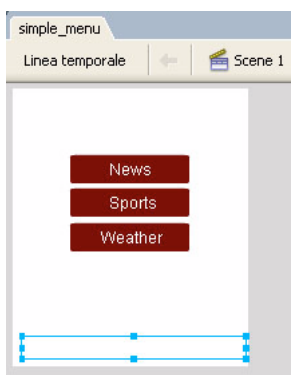 simple_menu
Linea temporale
Scene 1
News
Sports
Weather